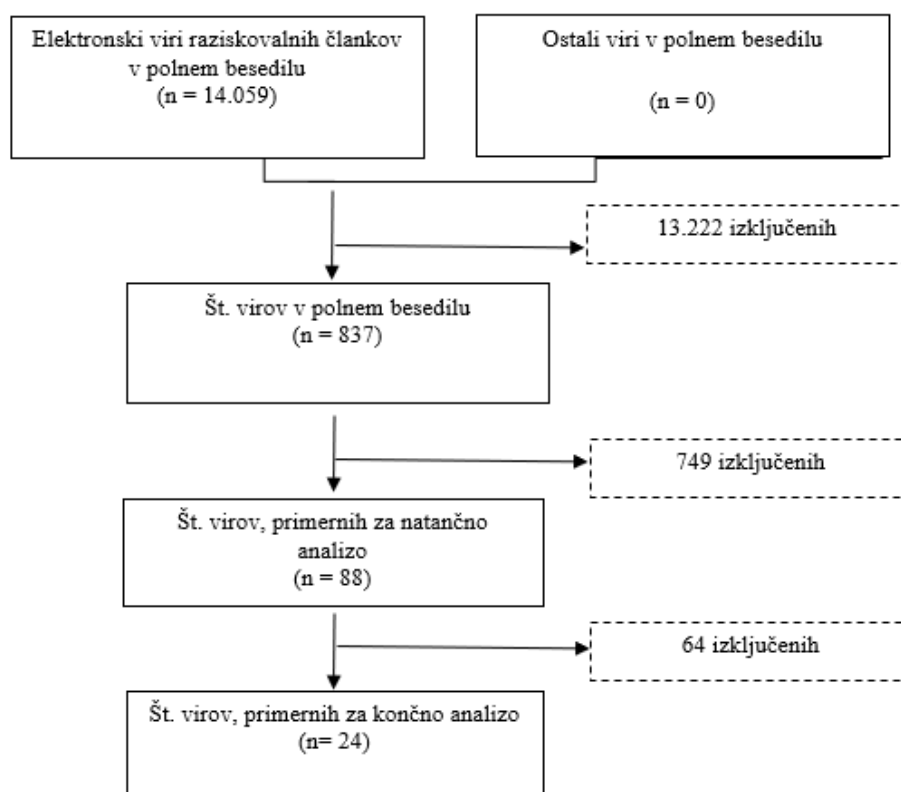 Elektronski viri raziskovalnih člankov
v polnem besedilu
(n = 14.059)
Ostali viri v polnem besedilu
(n = 0)
13.222 izključenih
Št. virov v polnem besedilu
(n = 837)
749 izključenih
Št. virov, primernih za natančno
analizo
(n = 88)
64 izključenih
Št. virov, primernih za končno analizo
(n= 24)